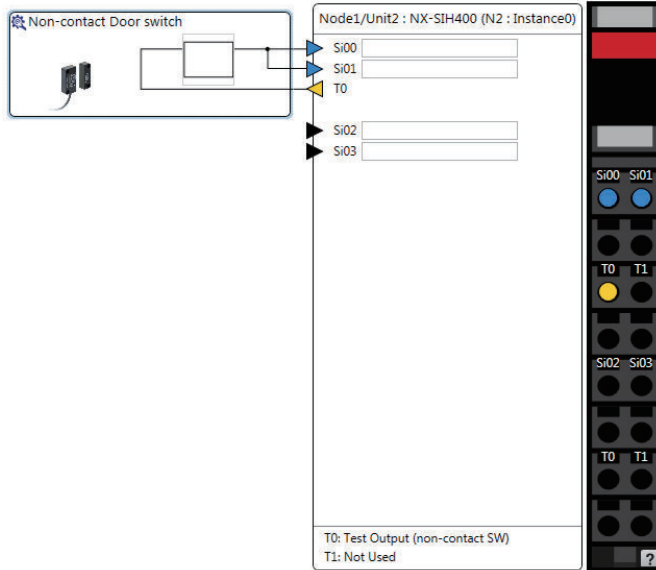 Non-contact Door switch
Node1/Unit2 : NX-SIH400 (N2 : Instance0)
Si00
Si01
T0
Si02
Si03
T0: Test Output (non-contact SW)
T1: Not Used
Si00 Si01
T0 T1
Si02 Si03
T0 T1
?